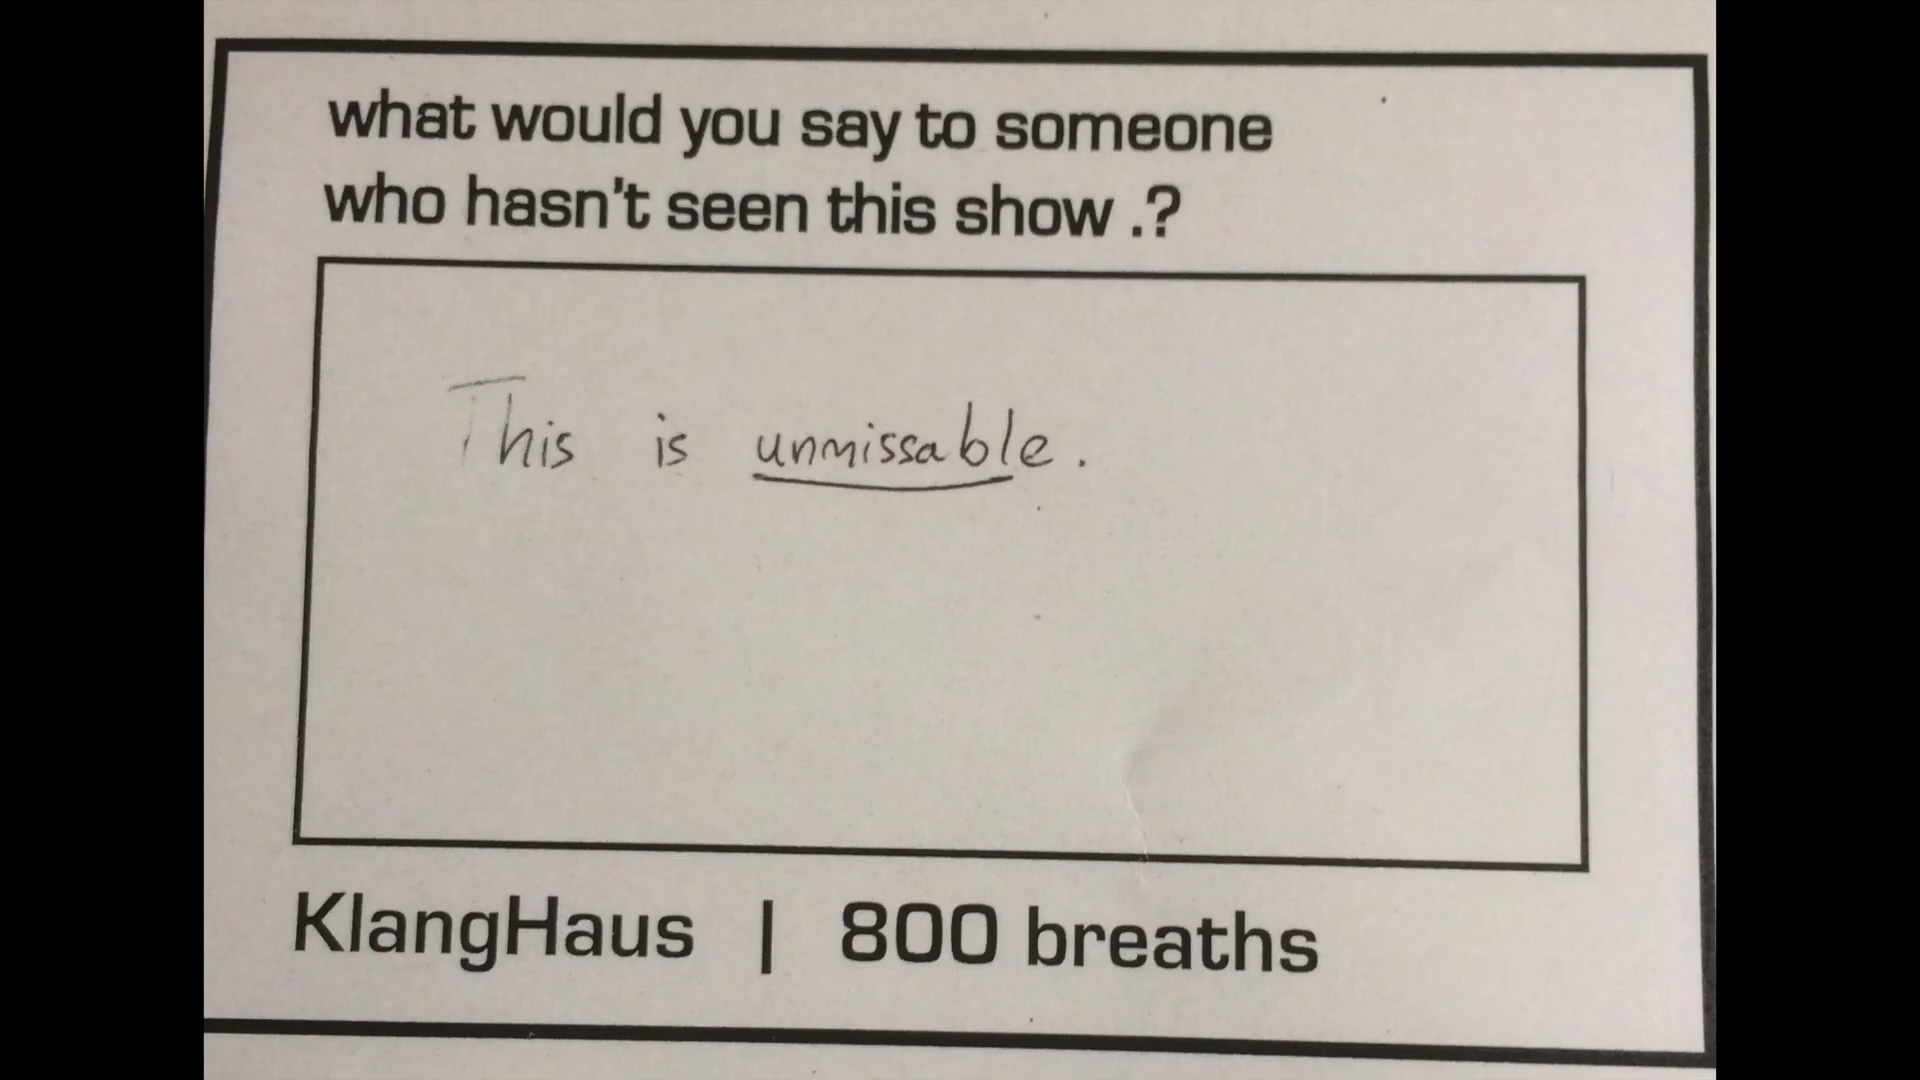 what would you say to someone
who hasn't seen this show .?
This is unmissable.
KlangHaus | 800 breaths